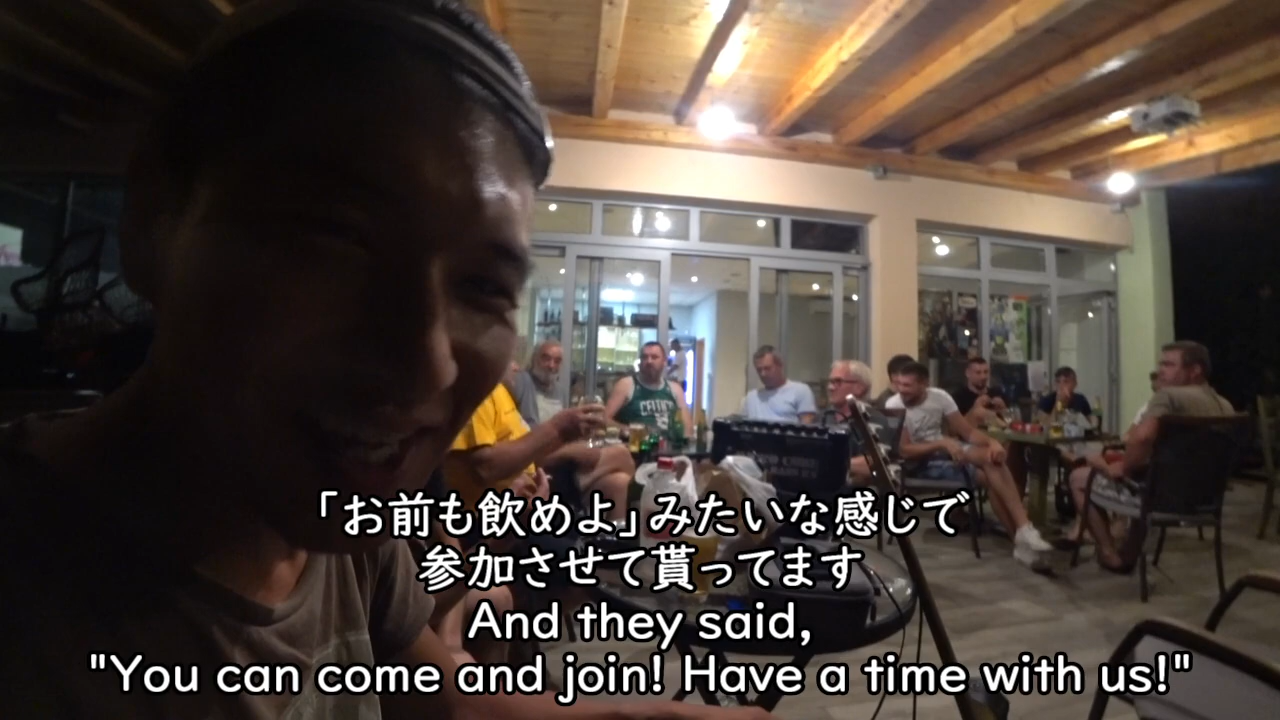 CELTICS
「お前も飲めよ」みたいな感じで
参加させて貰ってます
And they said,
"You can come and join! Have a time with us!"